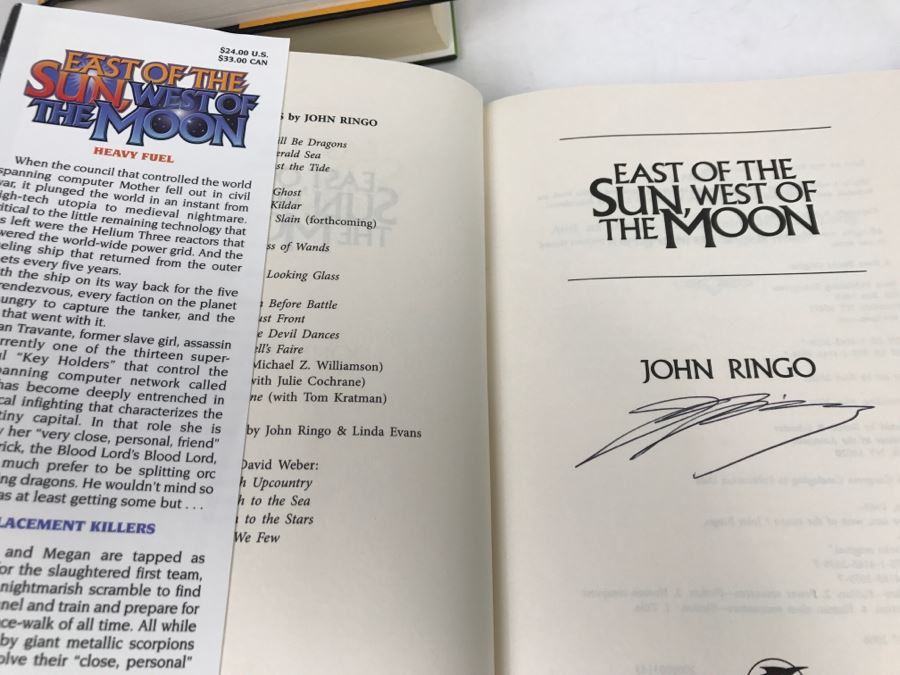 $24.00 U.S.
$33.00 CAN
EAST OF THE
SUN, WEST OF
THE MOON
HEAVY FUEL
When the council that controlled the world
spanning computer Mother fell out in civil
war, it plunged the world in an instant from
high-tech utopia to medieval nightmare.
critical to the little remaining technology that
was left were the Helium Three reactors that
powered the world-wide power grid. And the
fueling ship that returned from the outer
planets every five years.
with the ship on its way back for the five
rendezvous, every faction on the planet
hungry to capture the tanker, and the
that went with it.
Travante, former slave girl, assassin
currently one of the thirteen super-
"Key Holders" that control the
spanning computer network called
has become deeply entrenched in
infighting that characterizes the
tiny capital. In that role she is
by her "very close, personal, friend"
the Blood Lord's Blood Lord,
much prefer to be splitting orc
dragons. He wouldn't mind so
was at least getting some but . . .
PLACEMENT KILLERS
and Megan are tapped as
for the slaughtered first team,
nightmarish scramble to find
and train and prepare for
of all time. All while
by giant metallic scorpions
their "close, personal"
by JOHN RINGO
Be Dragons
Sea
the Tide
Ghost
Kildar
Slain (forthcoming)
of Wands
Looking Glass
Before Battle
Front
Devil Dances
Hell's Faire
Michael Z. Williamson)
with Julie Cochrane)
(with Tom Kratman)
by John Ringo & Linda Evans
David Weber:
Upcountry
to the Sea
to the Stars
We Few
EAST OF THE
SUN, WEST OF
THE MOON
JOHN RINGO